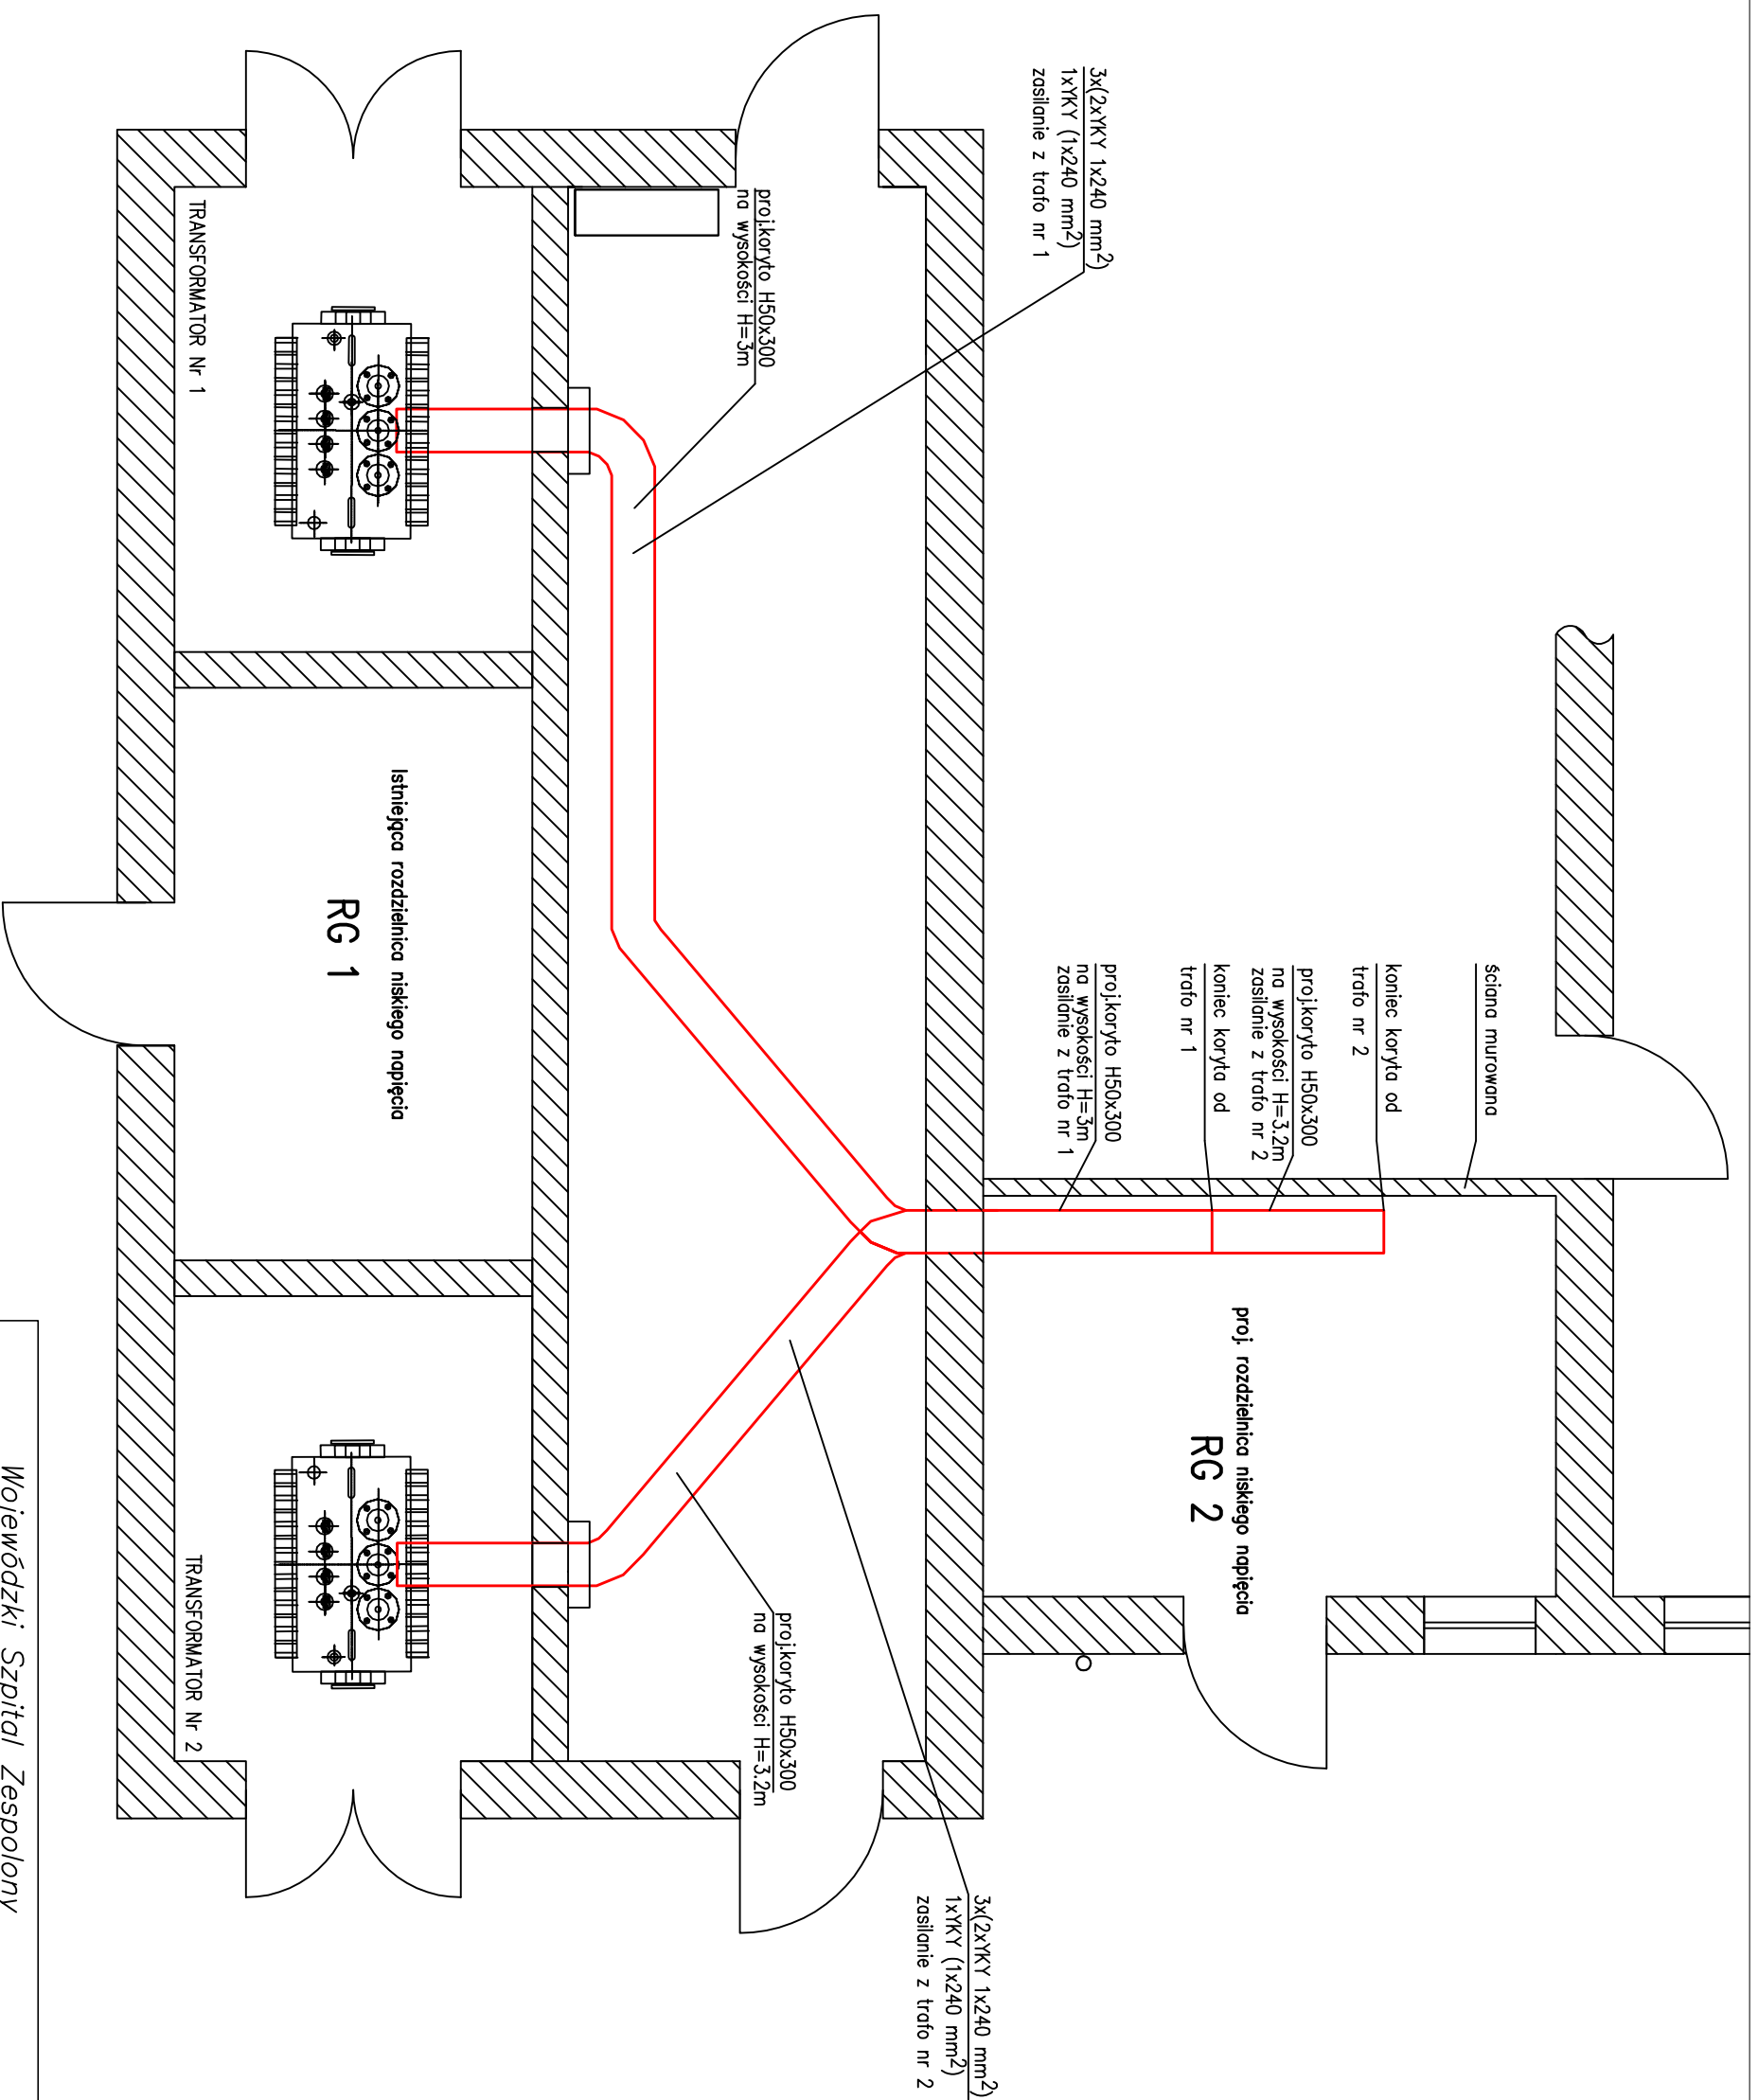 3x(2xYKY 1x240 mm²)
1xYKY (1x240 mm²)
zasilanie z trafo nr 1
ściana murowana
koniec koryta od
trafo nr 2
proj.koryto H50x300
na wysokości H=3.2m
zasilanie z trafo nr 2
koniec koryta od
trafo nr 1
proj.koryto H50x300
na wysokości H=3m
zasilanie z trafo nr 1
proj. rozdzielnica niskiego napięcia
RG 2
proj.koryto H50x300
na wysokości H=3m
3x(2xYKY 1x240 mm²)
1xYKY (1x240 mm²)
zasilanie z trafo nr 2
proj.koryto H50x300
na wysokości H=3.2m
TRANSFORMATOR Nr 1
Istniejąca rozdzielnica niskiego napięcia
RG 1
TRANSFORMATOR Nr 2
Wojewódzki Szpital Zespolony